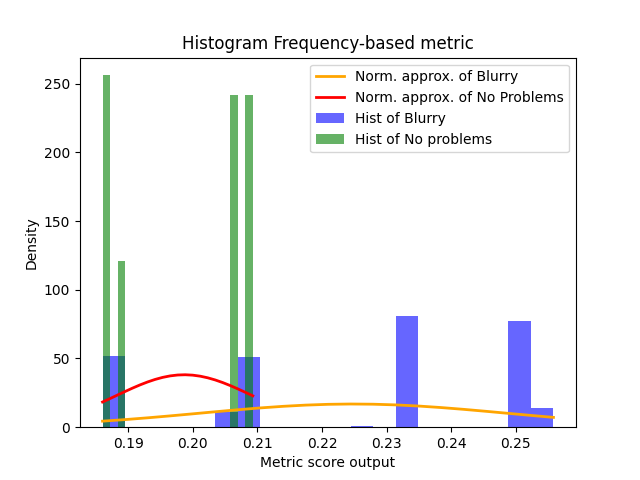 Histogram Frequency-based metric
Norm. approx. of Blurry
Norm. approx. of No Problems
Hist of Blurry
Hist of No problems
250
200
150
100
50
0
Density
0.19 0.20 0.21 0.22 0.23 0.24 0.25
Metric score output